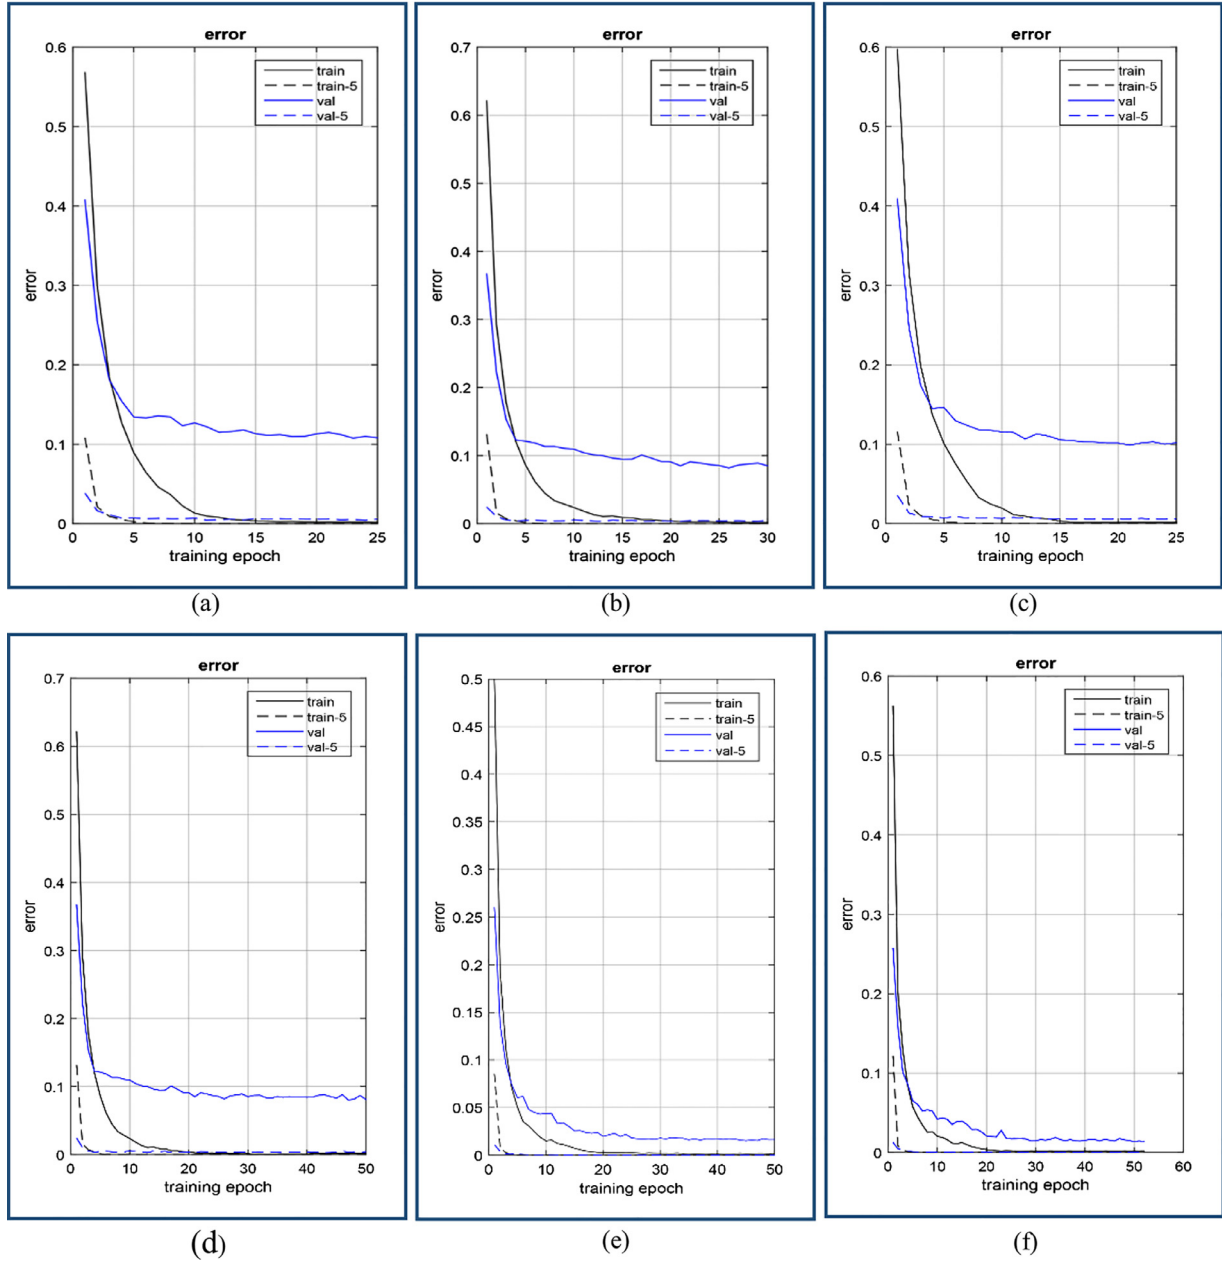 error
0.6
0.5
0.4
0.3
0.2
0.1
0
error
train
train-5
val
val-5
0 5 10 15 20 25
training epoch
(a)
error
0.7
0.6
0.5
0.4
0.3
0.2
0.1
0
error
train
train-5
val
val-5
0 5 10 15 20 25 30
training epoch
(b)
error
0.6
0.5
0.4
0.3
0.2
0.1
0
error
train
train-5
val
val-5
0 5 10 15 20 25
training epoch
(c)
error
0.7
0.6
0.5
0.4
0.3
0.2
0.1
0
error
train
train-5
val
val-5
0 10 20 30 40 50
training epoch
(d)
error
0.5
0.45
0.4
0.35
0.3
0.25
0.2
0.15
0.1
0.05
0
error
train
train-5
val
val-5
0 10 20 30 40 50
training epoch
(e)
error
0.6
0.5
0.4
0.3
0.2
0.1
0
error
train
train-5
val
val-5
0 10 20 30 40 50 60
training epoch
(f)